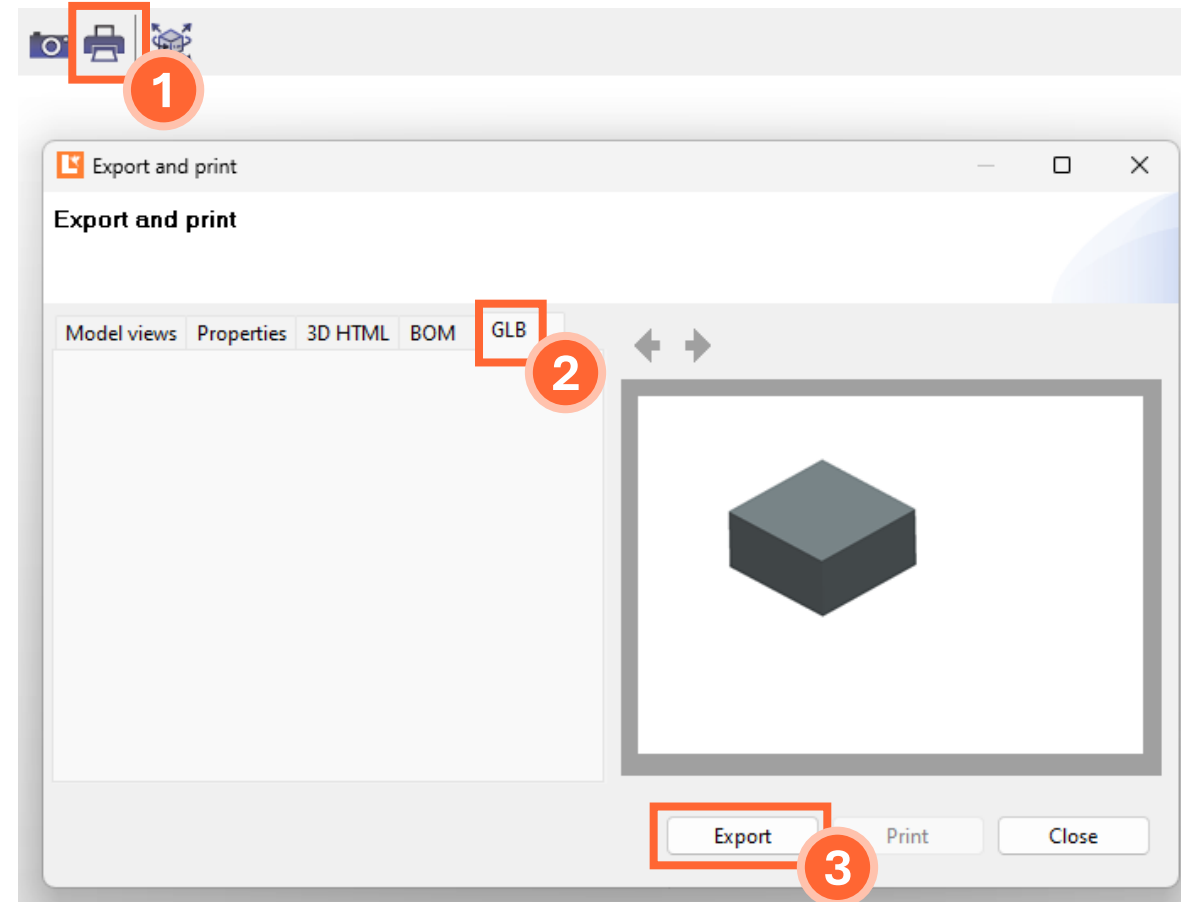 1
Export and print
Export and print
Model views Properties 3D HTML BOM GLB
2
Export Print Close
3